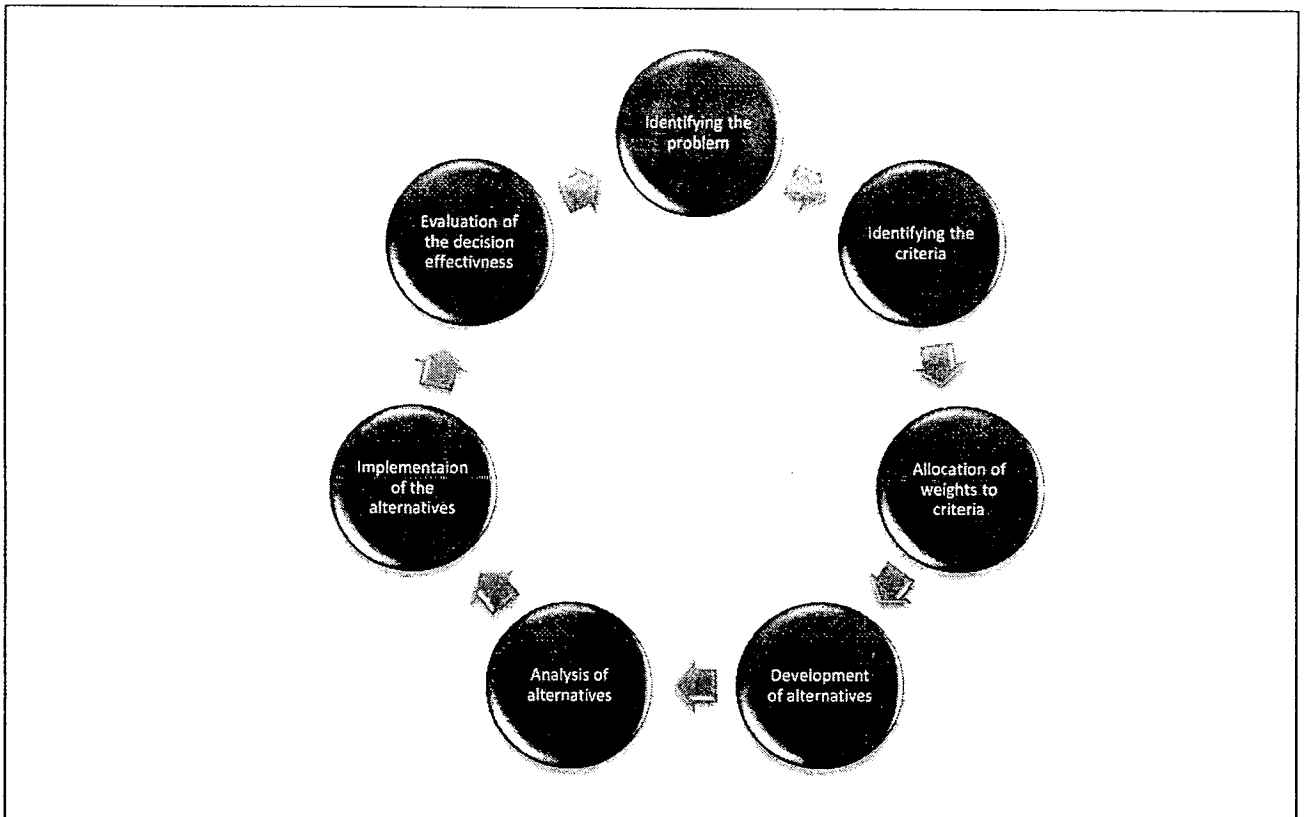 Identifying the
problem
Identifying the
criteria
Allocation of
weights to
criteria
Development
of alternatives
Analysis of
alternatives
Implementaion
of the
alternatives
Evaluation of
the decision
effectivness